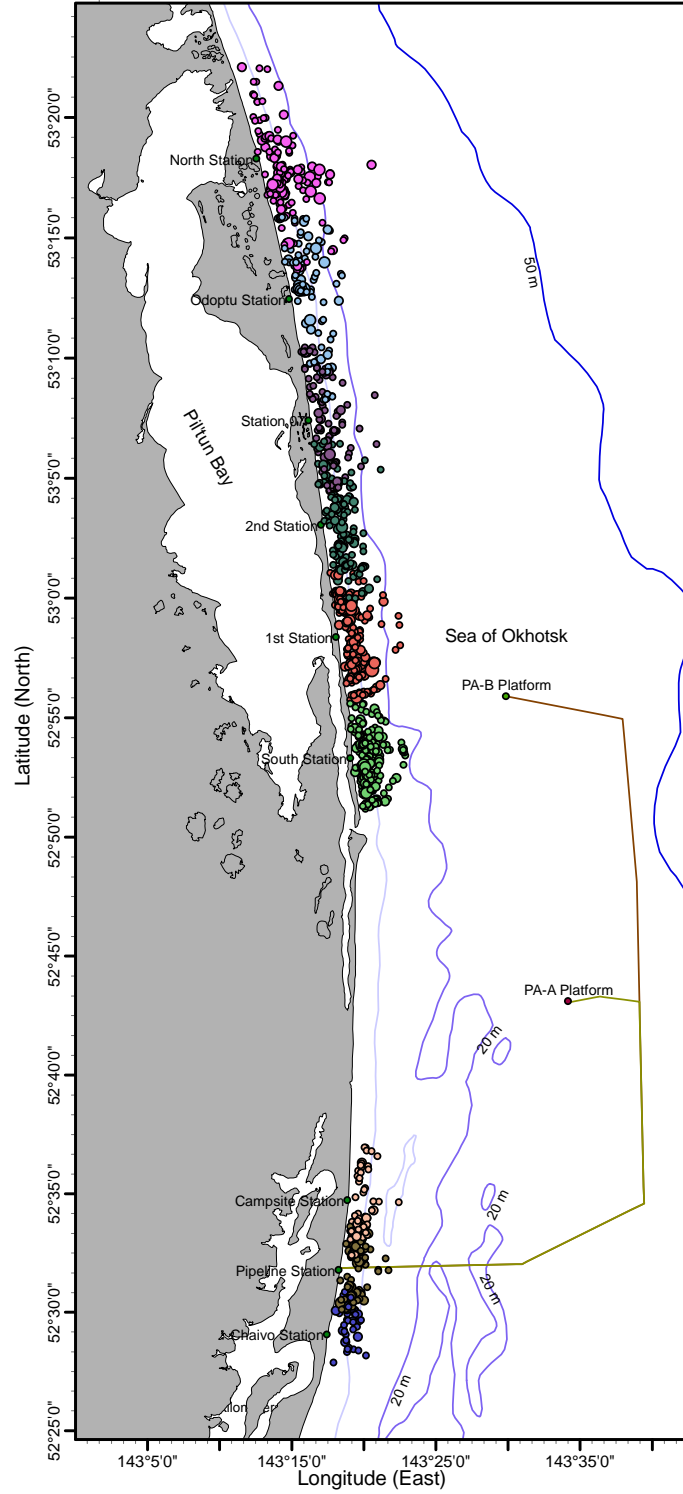 53°20'0"
North Station
53°15'0"
50 m
Odoptu Station
53°10'0"
Station 07
Pil'tun Bay
53°5'0"
2nd Station
53°0'0"
1st Station
Sea of Okhotsk
Latitude (North)
PA-B Platform
52°55'0"
South Station
52°50'0"
52°45'0"
PA-A Platform
20 m
52°40'0"
52°35'0"
Campsite Station
20 m
Pipeline Station
20 m
52°30'0"
Chaivo Station
20 m
52°25'0"
143°5'0"
143°15'0"
143°25'0"
143°35'0"
Longitude (East)